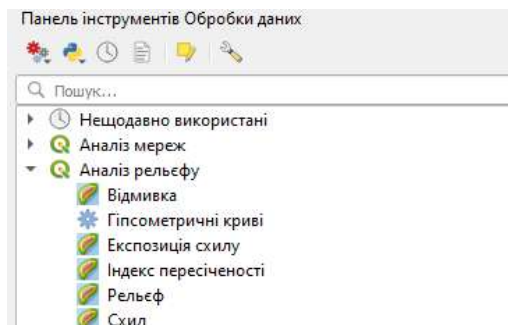 Панель інструментів Обробки даних
Пошук...
Нещодавно використані
Аналіз мереж
Аналіз рельєфу
Відмивка
Гіпсометричні криві
Експозиція схилу
Індекс пересіченості
Рельєф
Схил